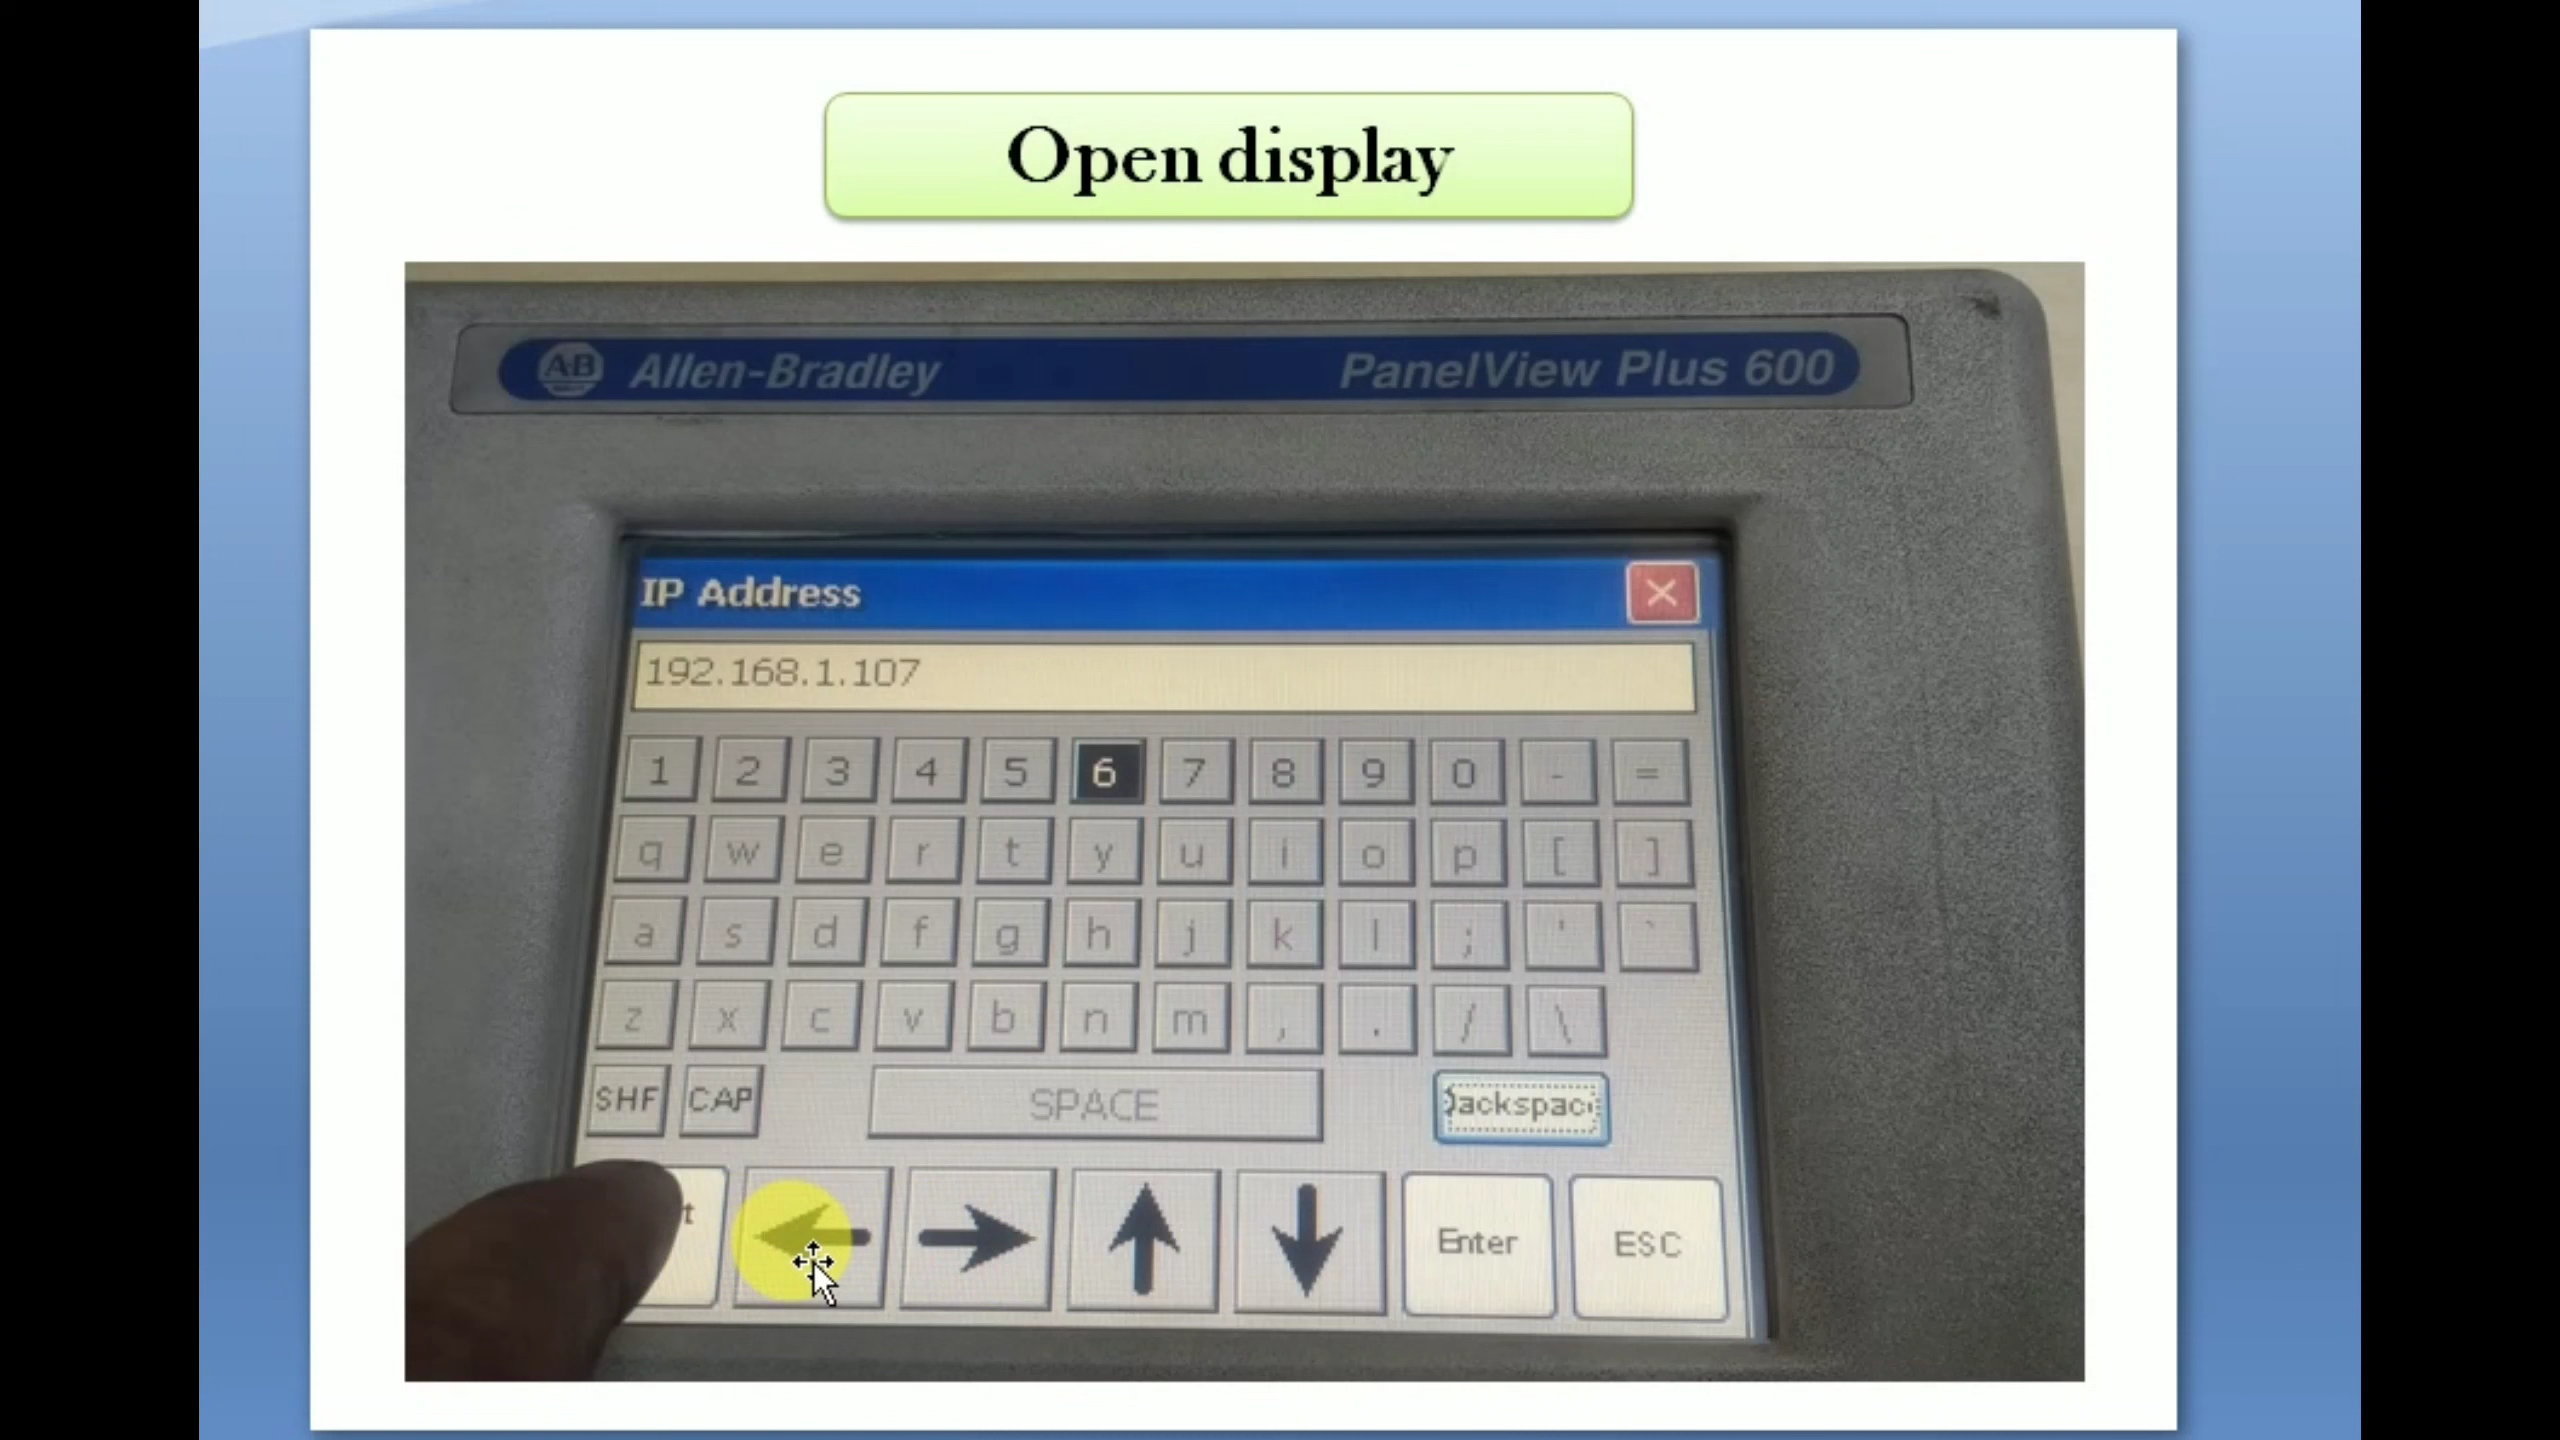 Open display
A-B Allen-Bradley PanelView Plus 600
IP Address
192.168.1.107
1 2 3 4 5 6 7 8 9 0 - =
q w e r t y u i o p [ ]
a s d f g h j k l ; ' `
z x c v b n m , . / \
SHF CAP SPACE
Enter ESC